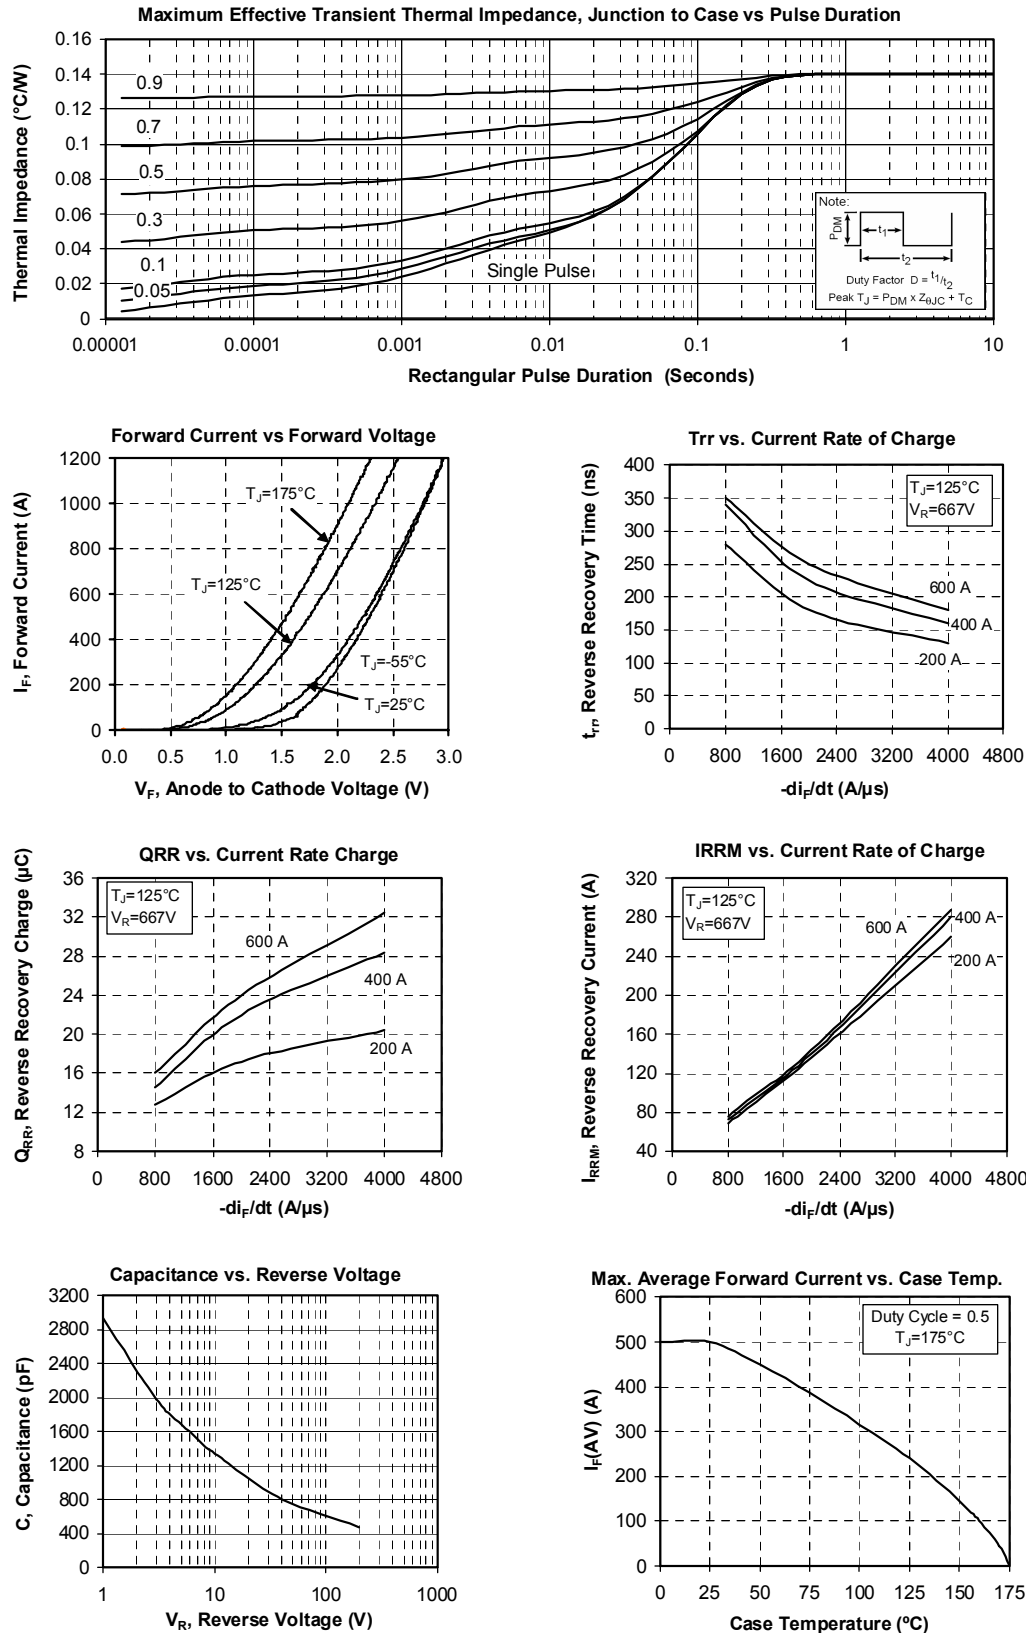 Maximum Effective Transient Thermal Impedance, Junction to Case vs Pulse Duration
Thermal Impedance (°C/W)
0.16
0.14
0.12
0.1
0.08
0.06
0.04
0.02
0
0.9
0.7
0.5
0.3
0.1
0.05
Single Pulse
Note:
PDM
t1
t2
Duty Factor D = t1/t2
Peak TJ = PDM x ZθJC + TC
0.00001 0.0001 0.001 0.01 0.1 1 10
Rectangular Pulse Duration (Seconds)
Forward Current vs Forward Voltage
IF, Forward Current (A)
1200
1000
800
600
400
200
0
TJ=175°C
TJ=125°C
TJ=-55°C
TJ=25°C
0.0 0.5 1.0 1.5 2.0 2.5 3.0
VF, Anode to Cathode Voltage (V)
Trr vs. Current Rate of Charge
trr, Reverse Recovery Time (ns)
400
350
300
250
200
150
100
50
0
TJ=125°C
VR=667V
600 A
400 A
200 A
0 800 1600 2400 3200 4000 4800
-diF/dt (A/µs)
QRR vs. Current Rate Charge
QRR, Reverse Recovery Charge (µC)
36
32
28
24
20
16
12
8
TJ=125°C
VR=667V
600 A
400 A
200 A
0 800 1600 2400 3200 4000 4800
-diF/dt (A/µs)
IRRM vs. Current Rate of Charge
IRRM, Reverse Recovery Current (A)
320
280
240
200
160
120
80
40
TJ=125°C
VR=667V
600 A
400 A
200 A
0 800 1600 2400 3200 4000 4800
-diF/dt (A/µs)
Capacitance vs. Reverse Voltage
C, Capacitance (pF)
3200
2800
2400
2000
1600
1200
800
400
1 10 100 1000
VR, Reverse Voltage (V)
Max. Average Forward Current vs. Case Temp.
IF(AV) (A)
600
500
400
300
200
100
0
Duty Cycle = 0.5
TJ=175°C
0 25 50 75 100 125 150 175
Case Temperature (ºC)